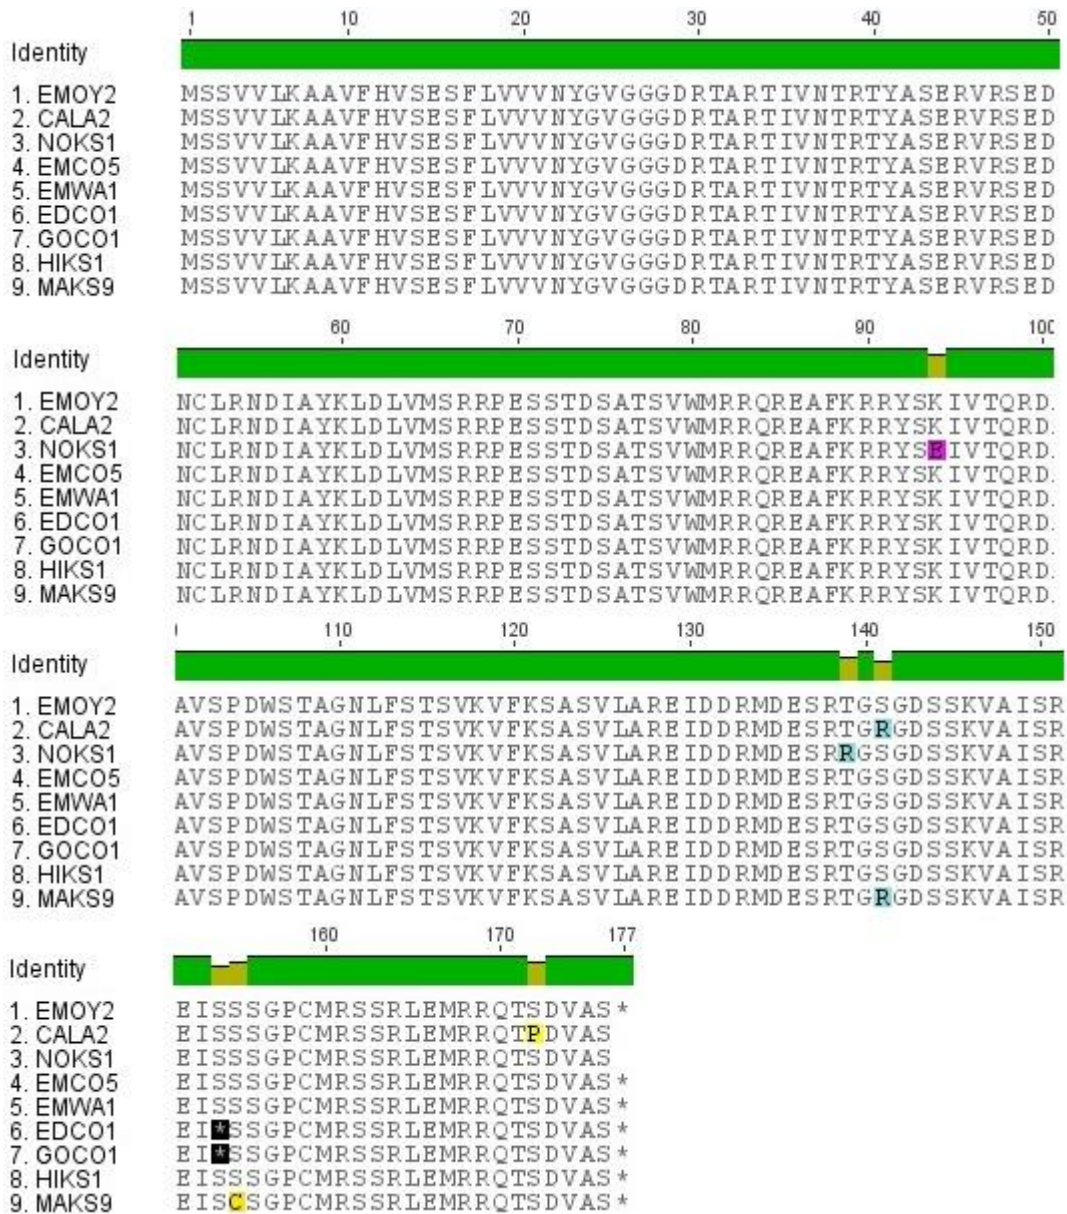 1 10 20 30 40 50
Identity
1. EMOY2 MSSVVLKAAVFHVSESFLVVVNYGVGGGDRTARTIVNTRTYASERVRSED
2. CALA2 MSSVVLKAAVFHVSESFLVVVNYGVGGGDRTARTIVNTRTYASERVRSED
3. NOKS1 MSSVVLKAAVFHVSESFLVVVNYGVGGGDRTARTIVNTRTYASERVRSED
4. EMCO5 MSSVVLKAAVFHVSESFLVVVNYGVGGGDRTARTIVNTRTYASERVRSED
5. EMWA1 MSSVVLKAAVFHVSESFLVVVNYGVGGGDRTARTIVNTRTYASERVRSED
6. EDCO1 MSSVVLKAAVFHVSESFLVVVNYGVGGGDRTARTIVNTRTYASERVRSED
7. GOCO1 MSSVVLKAAVFHVSESFLVVVNYGVGGGDRTARTIVNTRTYASERVRSED
8. HIKS1 MSSVVLKAAVFHVSESFLVVVNYGVGGGDRTARTIVNTRTYASERVRSED
9. MAKS9 MSSVVLKAAVFHVSESFLVVVNYGVGGGDRTARTIVNTRTYASERVRSED
60 70 80 90 100
Identity
1. EMOY2 NCLRNDIAYKLDLVMSRRPESSTDSATSVWMRRQREAFKRRYSKIVTQRD.
2. CALA2 NCLRNDIAYKLDLVMSRRPESSTDSATSVWMRRQREAFKRRYSKIVTQRD.
3. NOKS1 NCLRNDIAYKLDLVMSRRPESSTDSATSVWMRRQREAFKRRYSEIVTQRD.
4. EMCO5 NCLRNDIAYKLDLVMSRRPESSTDSATSVWMRRQREAFKRRYSKIVTQRD.
5. EMWA1 NCLRNDIAYKLDLVMSRRPESSTDSATSVWMRRQREAFKRRYSKIVTQRD.
6. EDCO1 NCLRNDIAYKLDLVMSRRPESSTDSATSVWMRRQREAFKRRYSKIVTQRD.
7. GOCO1 NCLRNDIAYKLDLVMSRRPESSTDSATSVWMRRQREAFKRRYSKIVTQRD.
8. HIKS1 NCLRNDIAYKLDLVMSRRPESSTDSATSVWMRRQREAFKRRYSKIVTQRD.
9. MAKS9 NCLRNDIAYKLDLVMSRRPESSTDSATSVWMRRQREAFKRRYSKIVTQRD.
110 120 130 140 150
Identity
1. EMOY2 AVSPDWSTAGNLFSTSVKVFKSASVLAREIDDRMDESRTGSGDSSKVAISR
2. CALA2 AVSPDWSTAGNLFSTSVKVFKSASVLAREIDDRMDESRTGRGDSSKVAISR
3. NOKS1 AVSPDWSTAGNLFSTSVKVFKSASVLAREIDDRMDESRRGSGDSSKVAISR
4. EMCO5 AVSPDWSTAGNLFSTSVKVFKSASVLAREIDDRMDESRTGSGDSSKVAISR
5. EMWA1 AVSPDWSTAGNLFSTSVKVFKSASVLAREIDDRMDESRTGSGDSSKVAISR
6. EDCO1 AVSPDWSTAGNLFSTSVKVFKSASVLAREIDDRMDESRTGSGDSSKVAISR
7. GOCO1 AVSPDWSTAGNLFSTSVKVFKSASVLAREIDDRMDESRTGSGDSSKVAISR
8. HIKS1 AVSPDWSTAGNLFSTSVKVFKSASVLAREIDDRMDESRTGSGDSSKVAISR
9. MAKS9 AVSPDWSTAGNLFSTSVKVFKSASVLAREIDDRMDESRTGRGDSSKVAISR
160 170 177
Identity
1. EMOY2 EISSSGPCMRSSRLEMRRQTSDVAS*
2. CALA2 EISSSGPCMRSSRLEMRRQTPDVAS
3. NOKS1 EISSSGPCMRSSRLEMRRQTSDVAS
4. EMCO5 EISSSGPCMRSSRLEMRRQTSDVAS*
5. EMWA1 EISSSGPCMRSSRLEMRRQTSDVAS*
6. EDCO1 EI*SSGPCMRSSRLEMRRQTSDVAS*
7. GOCO1 EI*SSGPCMRSSRLEMRRQTSDVAS*
8. HIKS1 EISSSGPCMRSSRLEMRRQTSDVAS*
9. MAKS9 EISCSGPCMRSSRLEMRRQTSDVAS*